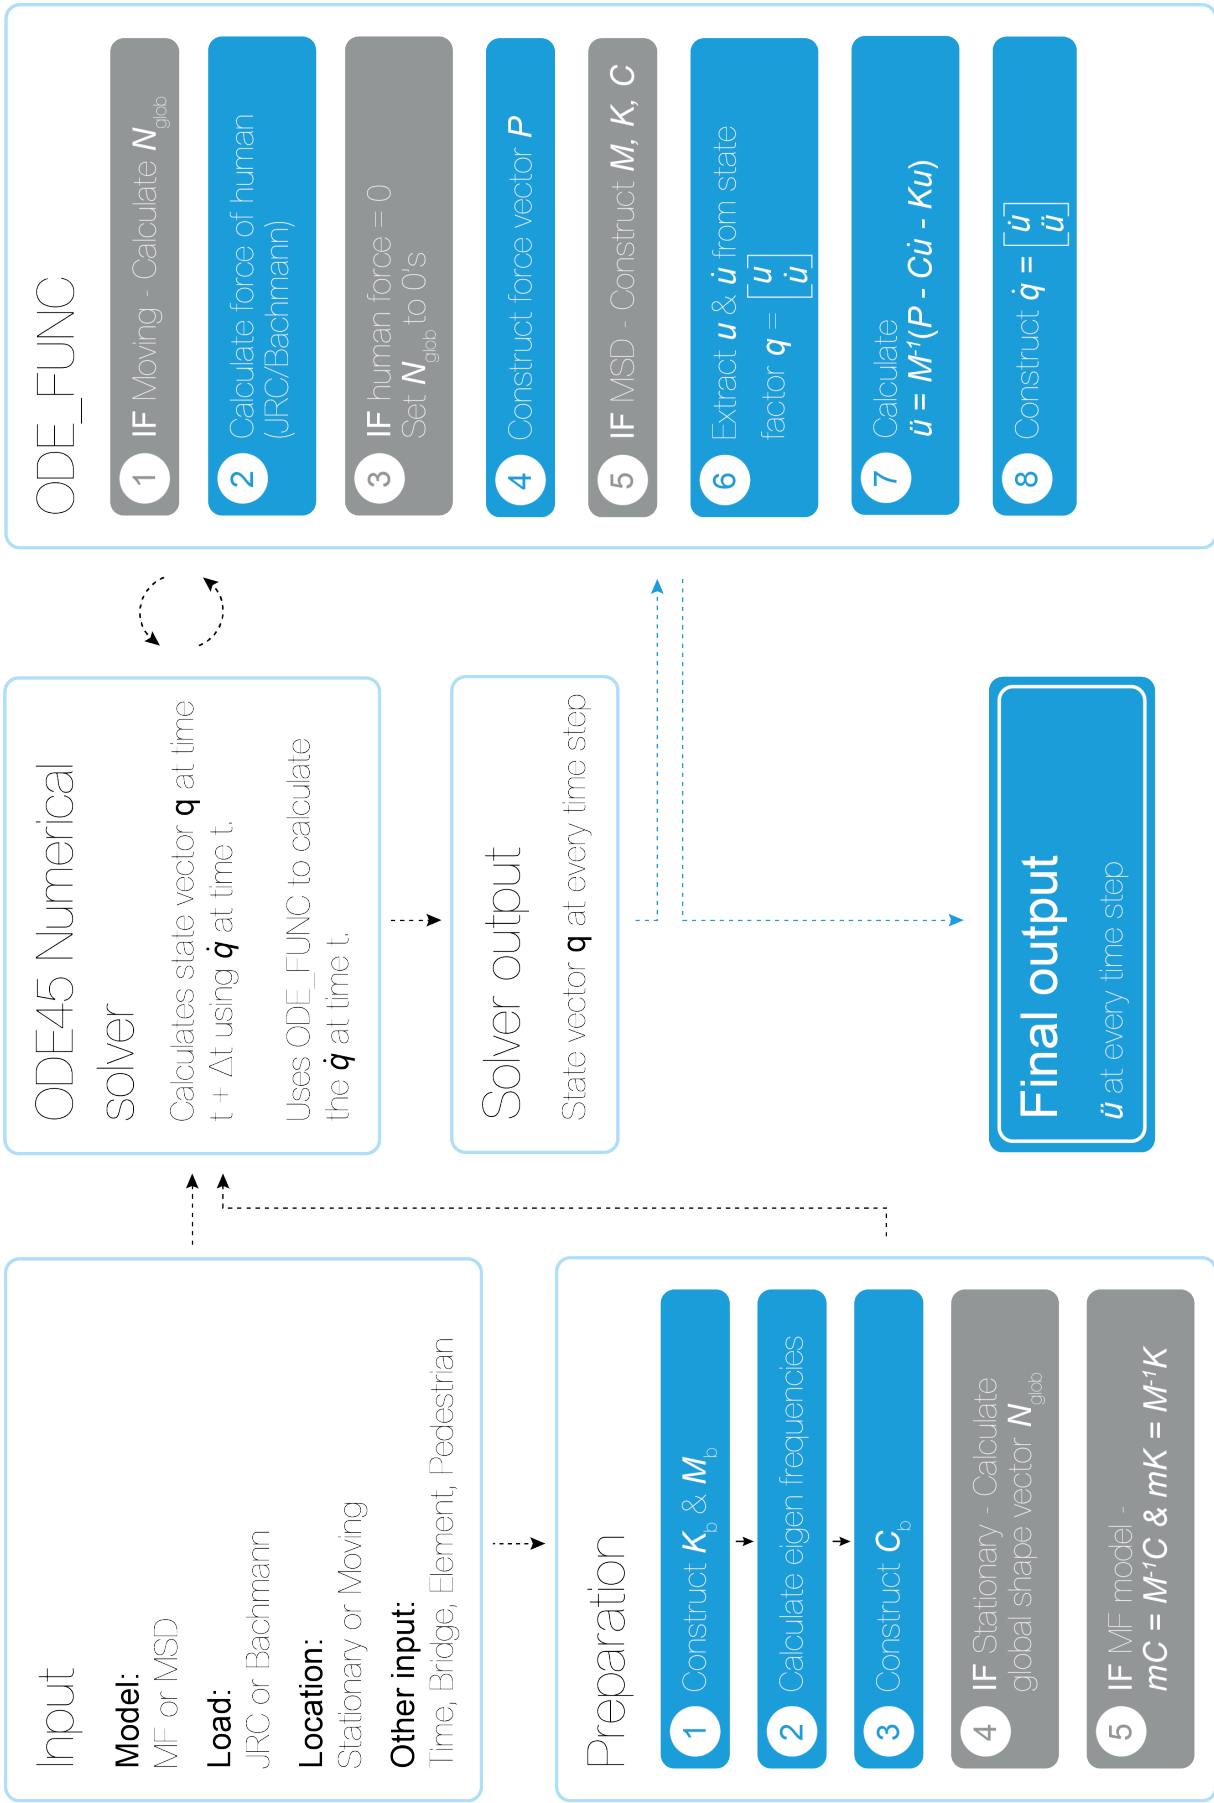 Input
Model:
MF or MSD
Load:
JRC or Bachmann
Location:
Stationary or Moving
Other input:
Time, Bridge, Element, Pedestrian
Preparation
1 Construct K_b & M_b
2 Calculate eigen frequencies
3 Construct C_b
4 IF Stationary - Calculate
global shape vector N_glob
5 IF MF model -
mC = M⁻¹C & mK = M⁻¹K
ODE45 Numerical
solver
Calculates state vector q at time
t + Δt using q̇ at time t.
Uses ODE_FUNC to calculate
the q̇ at time t.
Solver output
State vector q at every time step
Final output
ü at every time step
ODE_FUNC
1 IF Moving - Calculate N_glob
2 Calculate force of human
(JRC/Bachmann)
3 IF human force = 0
Set N_glob to 0's
4 Construct force vector P
5 IF MSD - Construct M, K, C
6 Extract u & u̇ from state
factor q = [u
u̇]
7 Calculate
ü = M⁻¹(P - Cu̇ - Ku)
8 Construct q̇ = [u̇
ü]